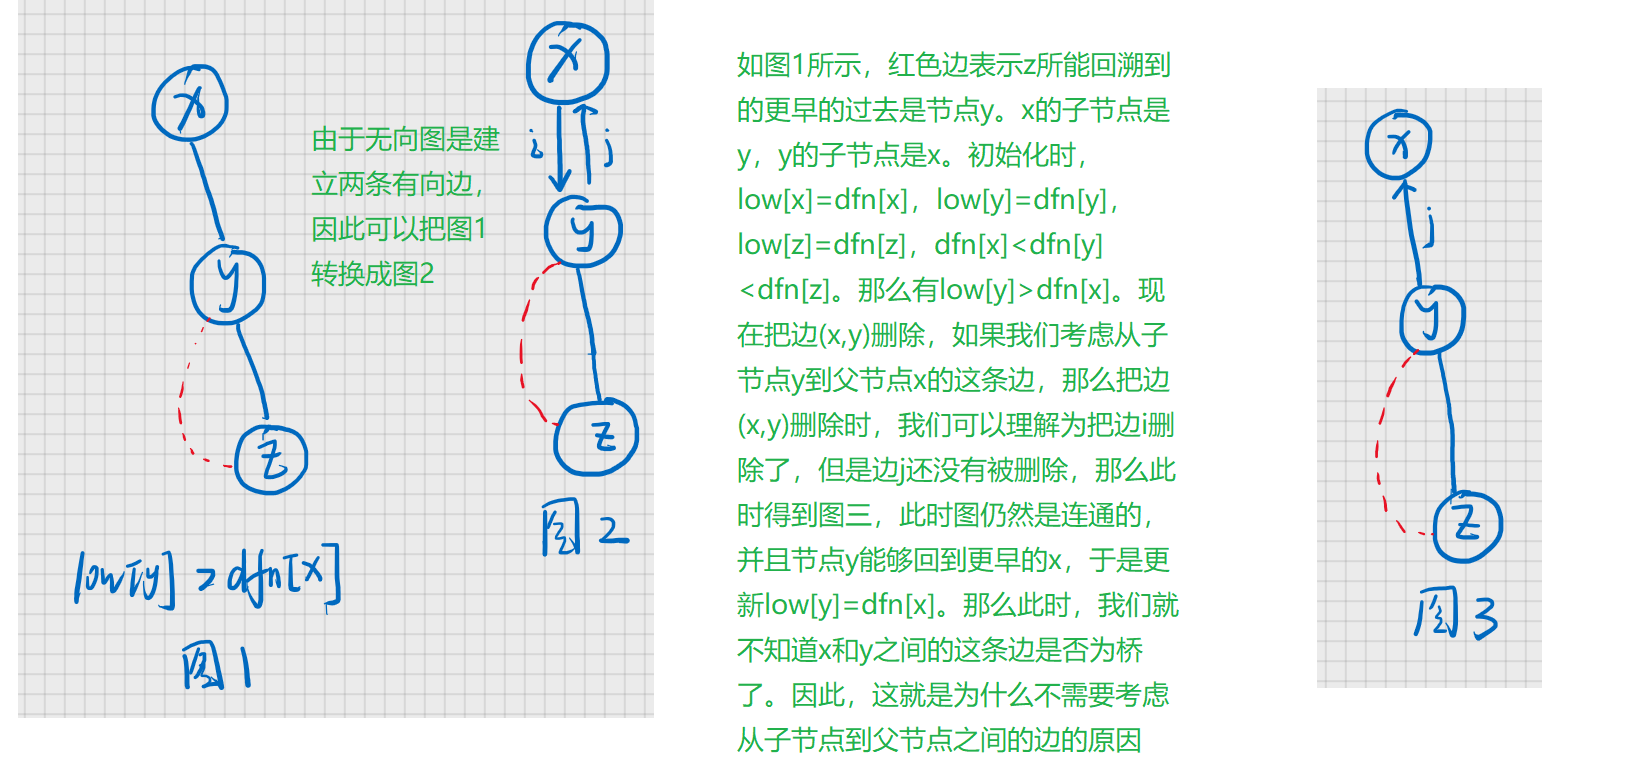 x
y
z
low[y]>dfn[x]
图1
由于无向图是建
立两条有向边，
因此可以把图1
转换成图2
x
i
j
y
z
图2
如图1所示，红色边表示z所能回溯到
的更早的过去是节点y。x的子节点是
y，y的子节点是x。初始化时，
low[x]=dfn[x]，low[y]=dfn[y]，
low[z]=dfn[z]，dfn[x]<dfn[y]
<dfn[z]。那么有low[y]>dfn[x]。现
在把边(x,y)删除，如果我们考虑从子
节点y到父节点x的这条边，那么把边
(x,y)删除时，我们可以理解为把边i删
除了，但是边j还没有被删除，那么此
时得到图三，此时图仍然是连通的，
并且节点y能够回到更早的x，于是更
新low[y]=dfn[x]。那么此时，我们就
不知道x和y之间的这条边是否为桥
了。因此，这就是为什么不需要考虑
从子节点到父节点之间的边的原因
x
j
y
z
图3